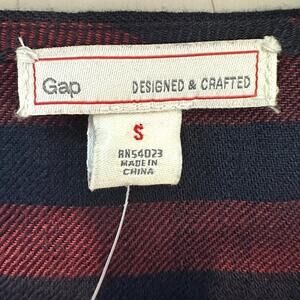 Gap DESIGNED & CRAFTED
S
RN54023
MADE IN
CHINA